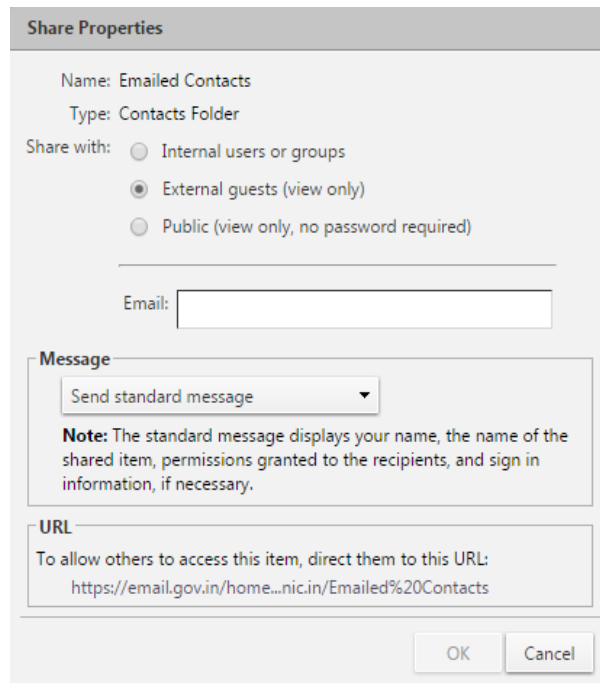 Share Properties
Name: Emailed Contacts
Type: Contacts Folder
Share with: Internal users or groups
External guests (view only)
Public (view only, no password required)
Email:
Message
Send standard message
Note: The standard message displays your name, the name of the
shared item, permissions granted to the recipients, and sign in
information, if necessary.
URL
To allow others to access this item, direct them to this URL:
https://email.gov.in/home...nic.in/Emailed%20Contacts
OK Cancel